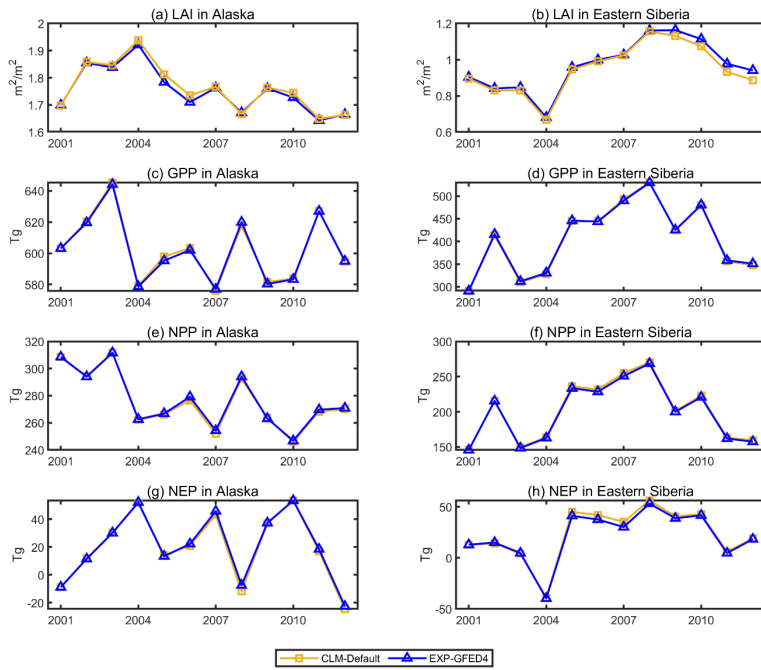 (a) LAI in Alaska
2
1.9
1.8
1.7
1.6
m²/m²
2001 2004 2007 2010
(b) LAI in Eastern Siberia
1.2
1
0.8
0.6
m²/m²
2001 2004 2007 2010
(c) GPP in Alaska
640
620
600
580
Tg
2001 2004 2007 2010
(d) GPP in Eastern Siberia
500
450
400
350
300
Tg
2001 2004 2007 2010
(e) NPP in Alaska
320
300
280
260
240
Tg
2001 2004 2007 2010
(f) NPP in Eastern Siberia
300
250
200
150
Tg
2001 2004 2007 2010
(g) NEP in Alaska
40
20
0
-20
Tg
2001 2004 2007 2010
(h) NEP in Eastern Siberia
50
0
-50
Tg
2001 2004 2007 2010
CLM-Default EXP-GFED4